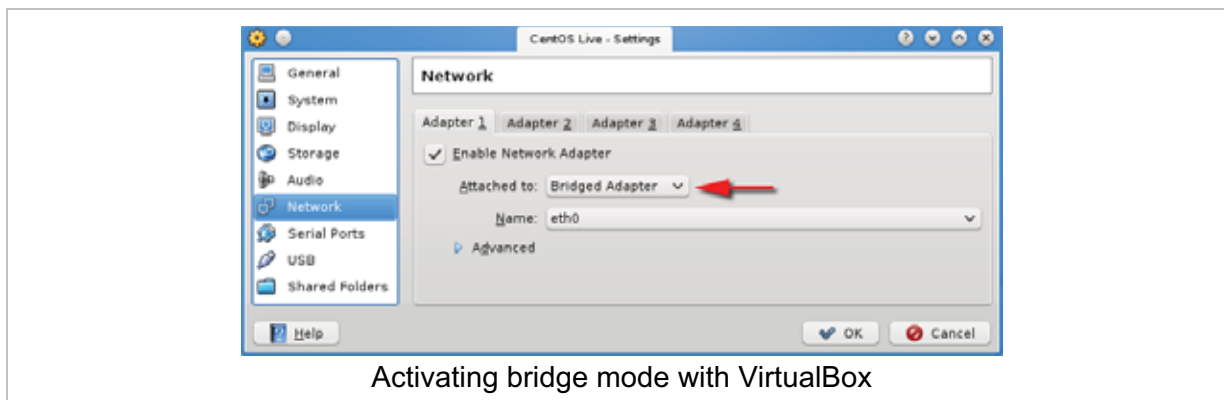 CentOS Live - Settings
General
System
Display
Storage
Audio
Network
Serial Ports
USB
Shared Folders
Network
Adapter 1 Adapter 2 Adapter 3 Adapter 4
Enable Network Adapter
Attached to: Bridged Adapter
Name: eth0
Advanced
Help
OK
Cancel
Activating bridge mode with VirtualBox